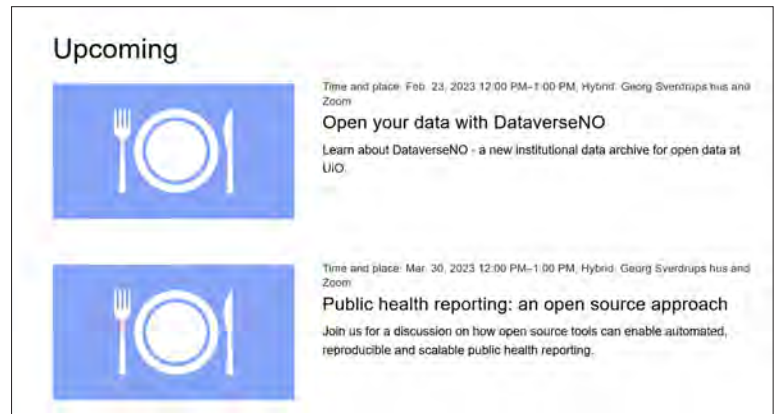 Upcoming
Time and place: Feb. 23, 2023 12:00 PM–1:00 PM, Hybrid: Georg Sverdrups hus and
Zoom
Open your data with DataverseNO
Learn about DataverseNO - a new institutional data archive for open data at
UiO.
Time and place: Mar. 30, 2023 12:00 PM–1:00 PM, Hybrid: Georg Sverdrups hus and
Zoom
Public health reporting: an open source approach
Join us for a discussion on how open source tools can enable automated,
reproducible and scalable public health reporting.